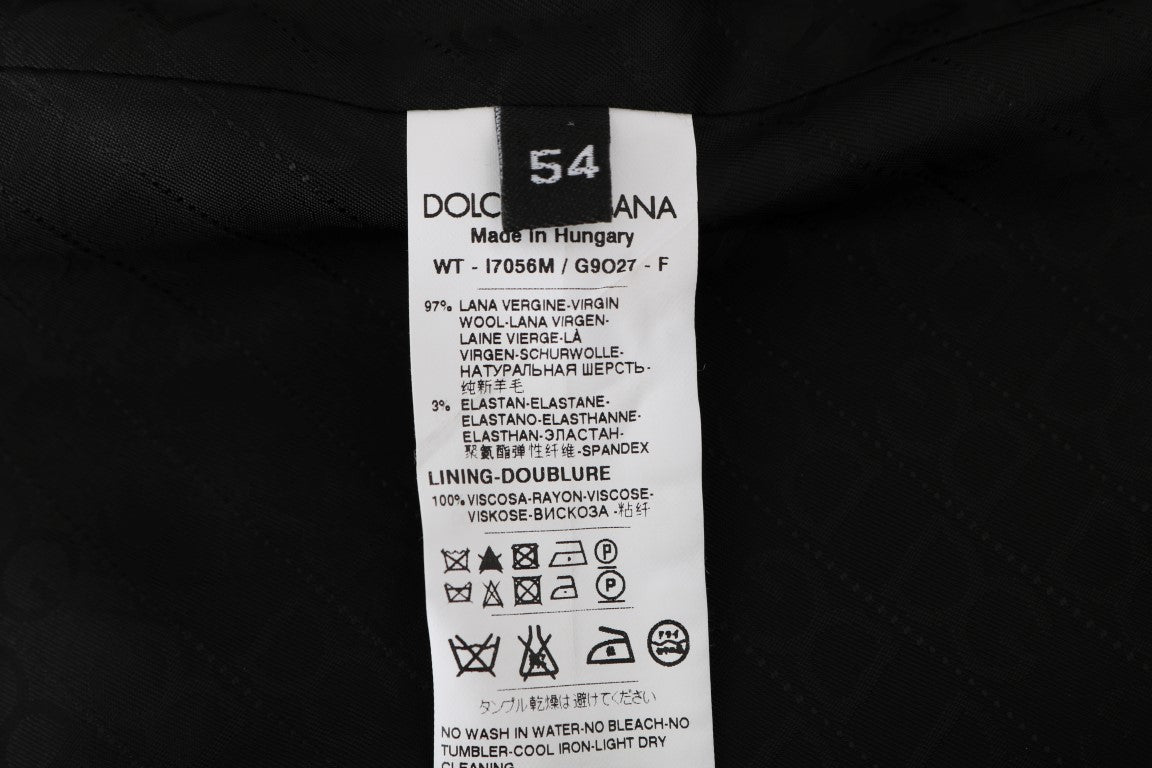 54
DOLC ANA
Made in Hungary
WT - I7056M / G9O27 - F
97% LANA VERGINE-VIRGIN
WOOL-LANA VIRGEN-
LAINE VIERGE-LÀ
VIRGEN-SCHURWOLLE-
НАТУРАЛЬНАЯ ШЕРСТЬ-
纯新羊毛
3% ELASTAN-ELASTANE-
ELASTANO-ELASTHANNE-
ELASTHAN-ЭЛАСТАН-
聚氨酯弹性纤维-SPANDEX
LINING-DOUBLURE
100% VISCOSA-RAYON-VISCOSE-
VISKOSE-ВИСКОЗА -粘纤
P
P
タンブル乾燥は避けてください
NO WASH IN WATER-NO BLEACH-NO
TUMBLER-COOL IRON-LIGHT DRY
CLEANING